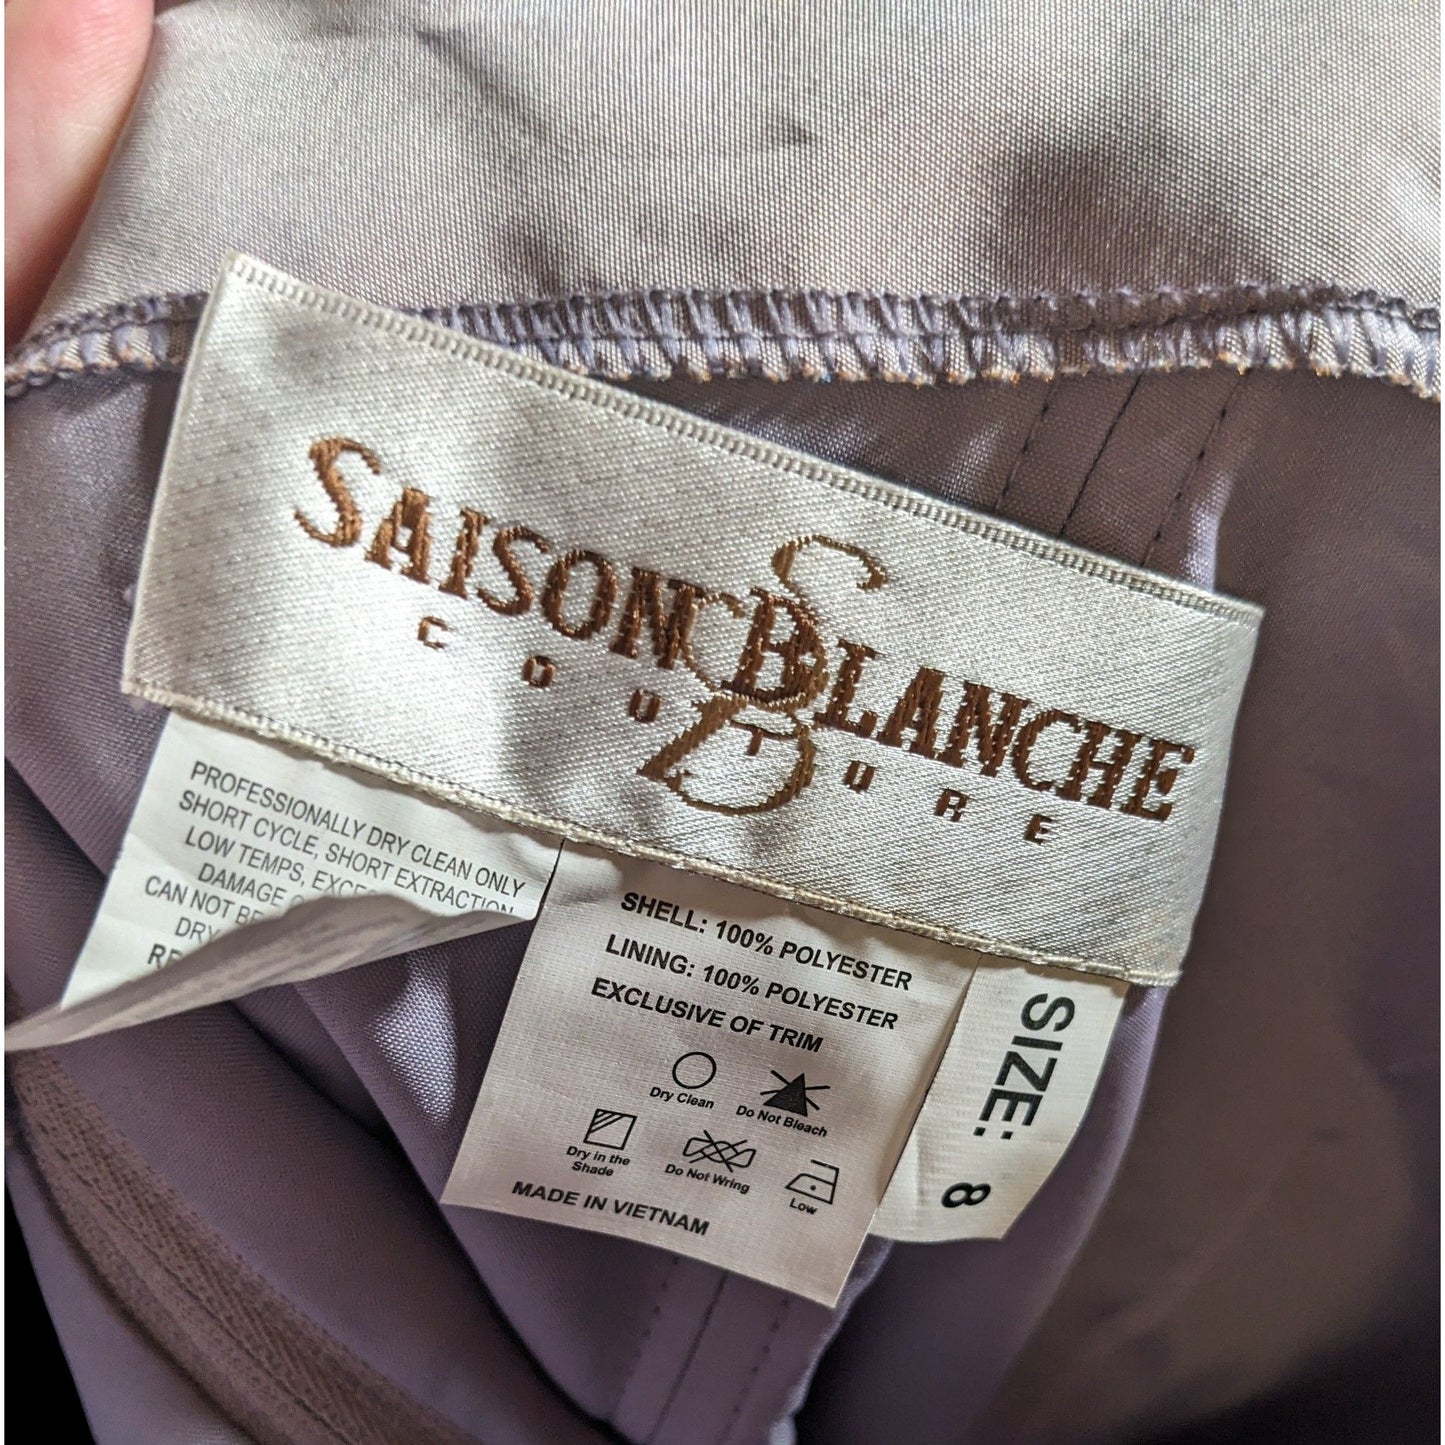 SAISON BLANCHE
SB
COUTURE
PROFESSIONALLY DRY CLEAN ONLY
SHORT CYCLE, SHORT EXTRACTION
LOW TEMPS,
DAMAGE
CAN NOT BE
DRY
SHELL: 100% POLYESTER
LINING: 100% POLYESTER
EXCLUSIVE OF TRIM
Dry Clean
Do Not Bleach
Dry in the
Shade
Do Not Wring
Low
MADE IN VIETNAM
SIZE: 8